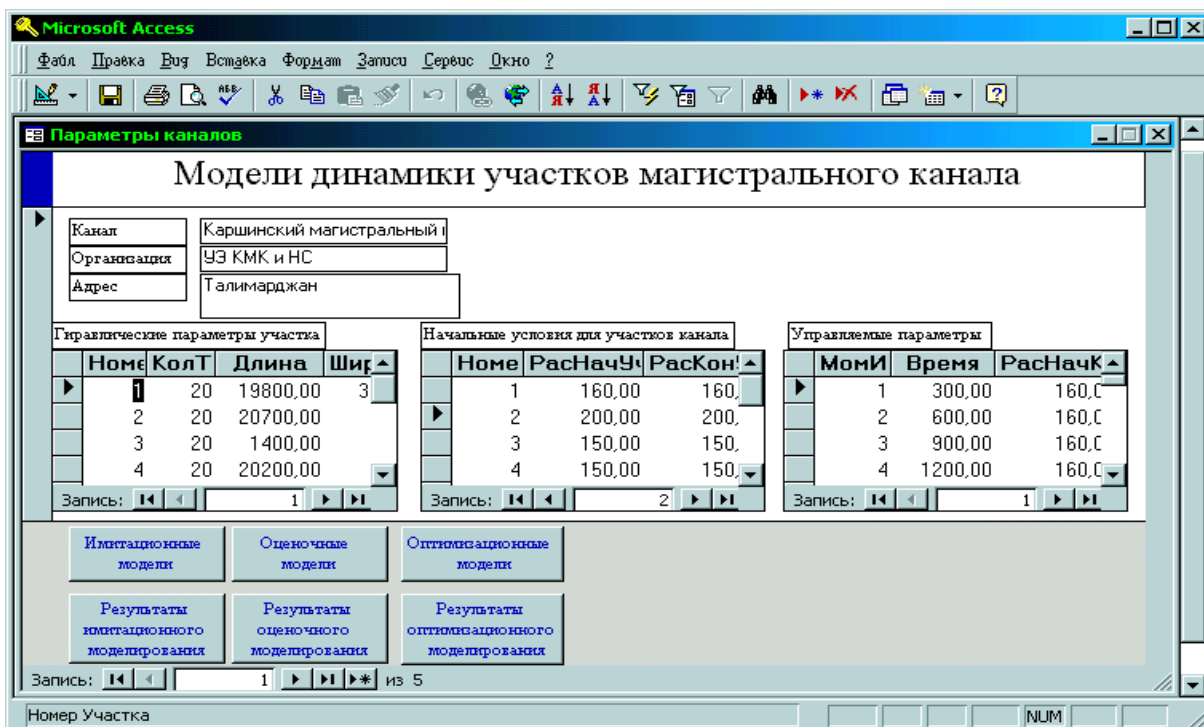 Microsoft Access
Файл Правка Вид Вставка Формат Записи Сервис Окно ?
Параметры каналов
Модели динамики участков магистрального канала
Канал Каршинский магистральный
Организация УЭ КМК и НС
Адрес Талимарджан
Гиравлические параметры участка
Номе КолТ Длина Шир
1 20 19800,00 3
2 20 20700,00
3 20 1400,00
4 20 20200,00
Запись: 1
Начальные условия для участков канала
Номе РасНачУч РасКон
1 160,00 160,
2 200,00 200,
3 150,00 150,
4 150,00 150,
Запись: 2
Управляемые параметры
МомИ Время РасНачК
1 300,00 160,0
2 600,00 160,0
3 900,00 160,0
4 1200,00 160,0
Запись: 1
Имитационные
модели
Оценочные
модели
Оптимизационные
модели
Результаты
имитационного
моделирования
Результаты
оценочного
моделирования
Результаты
оптимизационного
моделирования
Запись: 1 из 5
Номер Участка NUM